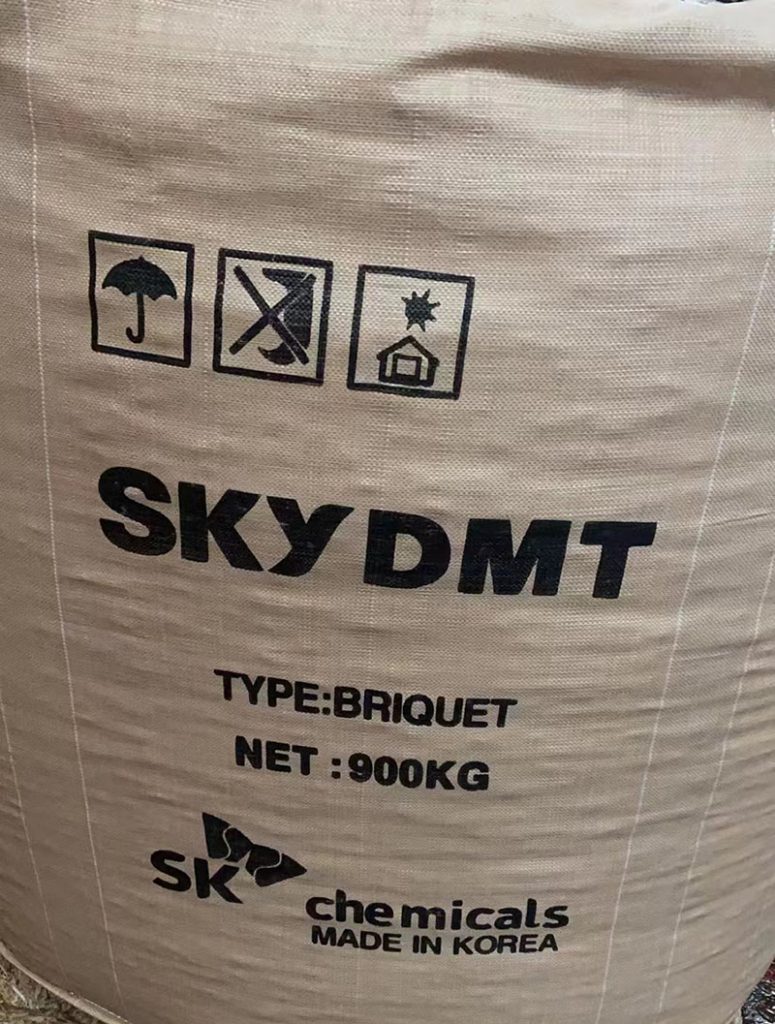 SKYDMT
TYPE:BRIQUET
NET :900KG
SK
chemicals
MADE IN KOREA